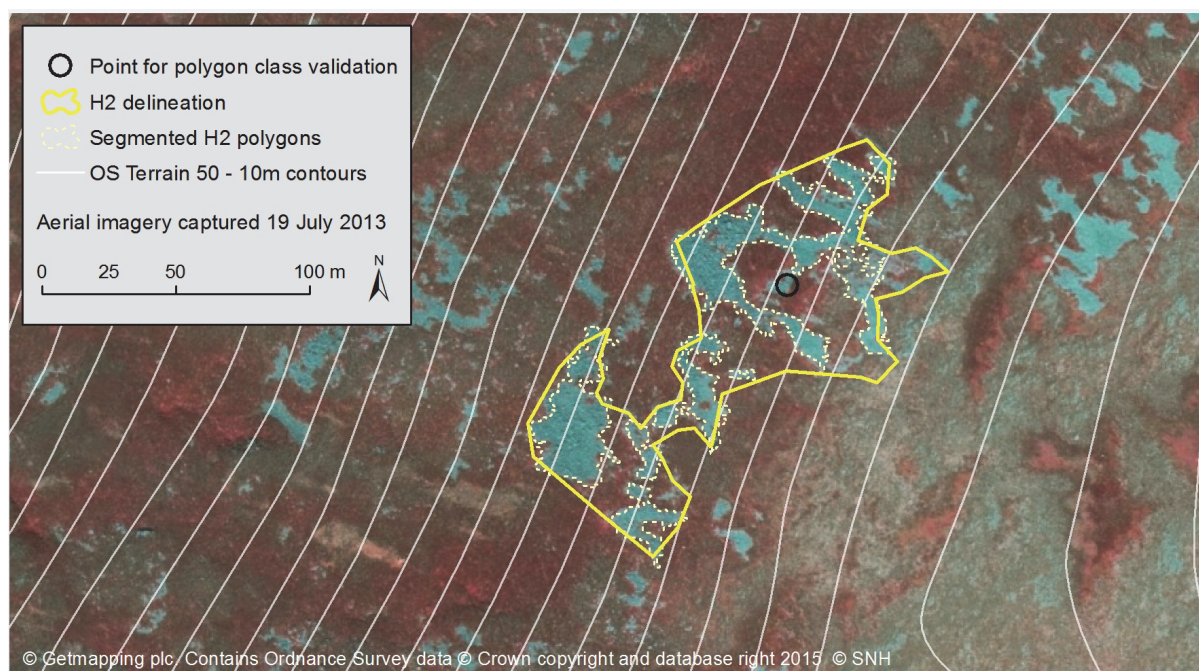 Point for polygon class validation
H2 delineation
Segmented H2 polygons
OS Terrain 50 - 10m contours
Aerial imagery captured 19 July 2013
0 25 50 100 m
N
© Getmapping plc, Contains Ordnance Survey data © Crown copyright and database right 2015 © SNH